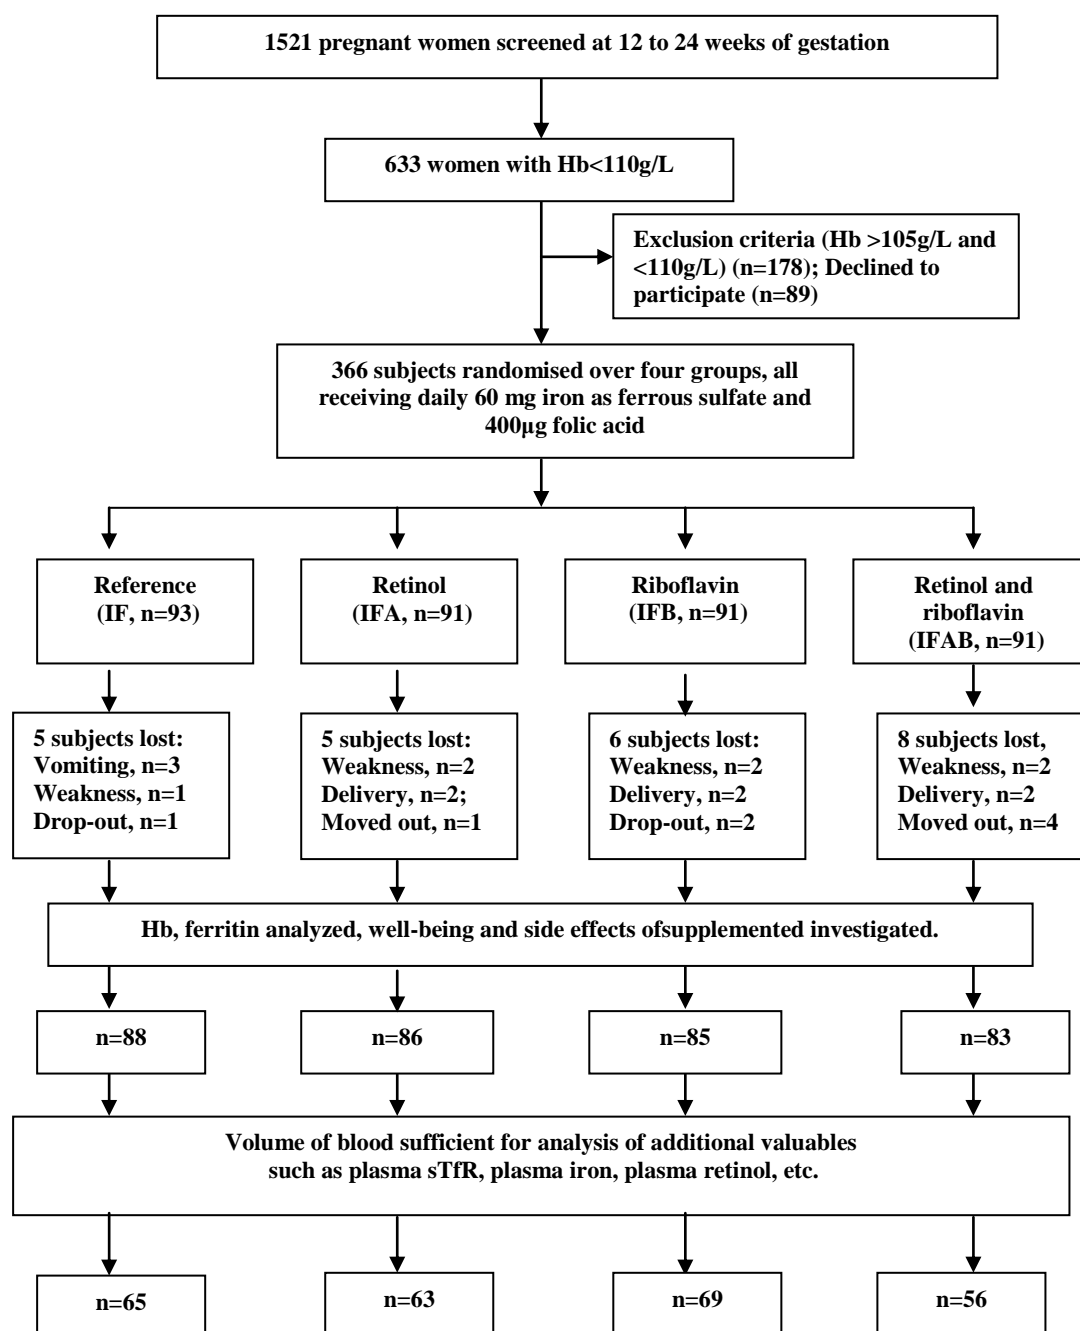 1521 pregnant women screened at 12 to 24 weeks of gestation
633 women with Hb<110g/L
Exclusion criteria (Hb >105g/L and
<110g/L) (n=178); Declined to
participate (n=89)
366 subjects randomised over four groups, all
receiving daily 60 mg iron as ferrous sulfate and
400µg folic acid
Reference
(IF, n=93)
Retinol
(IFA, n=91)
Riboflavin
(IFB, n=91)
Retinol and
riboflavin
(IFAB, n=91)
5 subjects lost:
Vomiting, n=3
Weakness, n=1
Drop-out, n=1
5 subjects lost:
Weakness, n=2
Delivery, n=2;
Moved out, n=1
6 subjects lost:
Weakness, n=2
Delivery, n=2
Drop-out, n=2
8 subjects lost,
Weakness, n=2
Delivery, n=2
Moved out, n=4
Hb, ferritin analyzed, well-being and side effects ofsupplemented investigated.
n=88
n=86
n=85
n=83
Volume of blood sufficient for analysis of additional valuables
such as plasma sTfR, plasma iron, plasma retinol, etc.
n=65
n=63
n=69
n=56